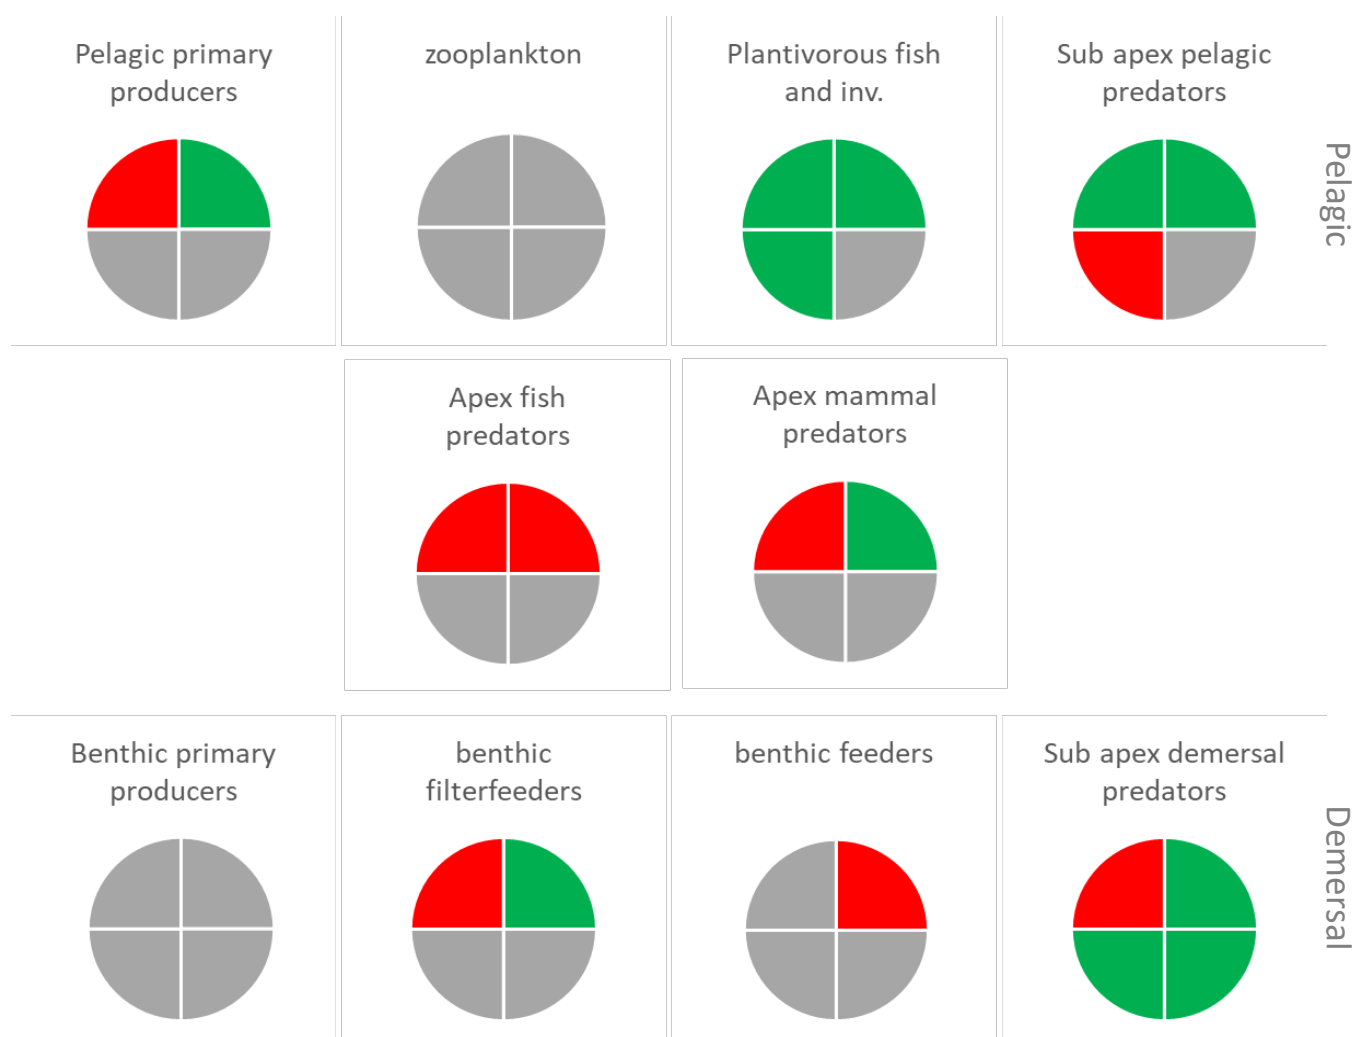 Pelagic primary
producers
zooplankton
Plantivorous fish
and inv.
Sub apex pelagic
predators
Pelagic
Apex fish
predators
Apex mammal
predators
Benthic primary
producers
benthic
filterfeeders
benthic feeders
Sub apex demersal
predators
Demersal